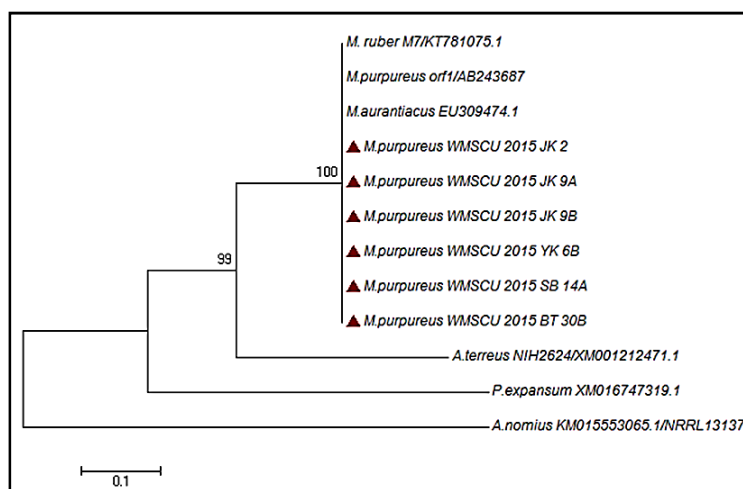 M. ruber M7/KT781075.1
M.purpureus orf1/AB243687
M.aurantiacus EU309474.1
M.purpureus WMSCU 2015 JK 2
100
M.purpureus WMSCU 2015 JK 9A
M.purpureus WMSCU 2015 JK 9B
99
M.purpureus WMSCU 2015 YK 6B
M.purpureus WMSCU 2015 SB 14A
M.purpureus WMSCU 2015 BT 30B
A.terreus NIH2624/XM001212471.1
P.expansum XM016747319.1
A.nomius KM015553065.1/NRRL13137
0.1